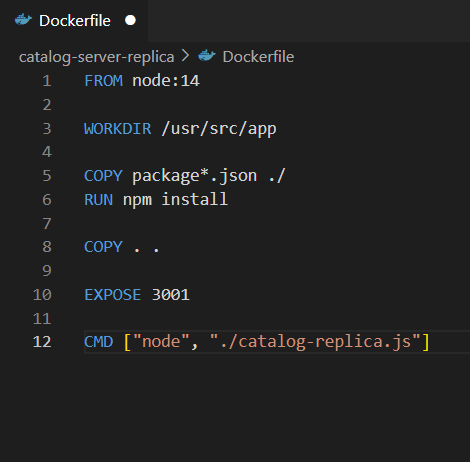 Dockerfile
catalog-server-replica > Dockerfile
1 FROM node:14
2
3 WORKDIR /usr/src/app
4
5 COPY package*.json ./
6 RUN npm install
7
8 COPY . .
9
10 EXPOSE 3001
11
12 CMD ["node", "./catalog-replica.js"]